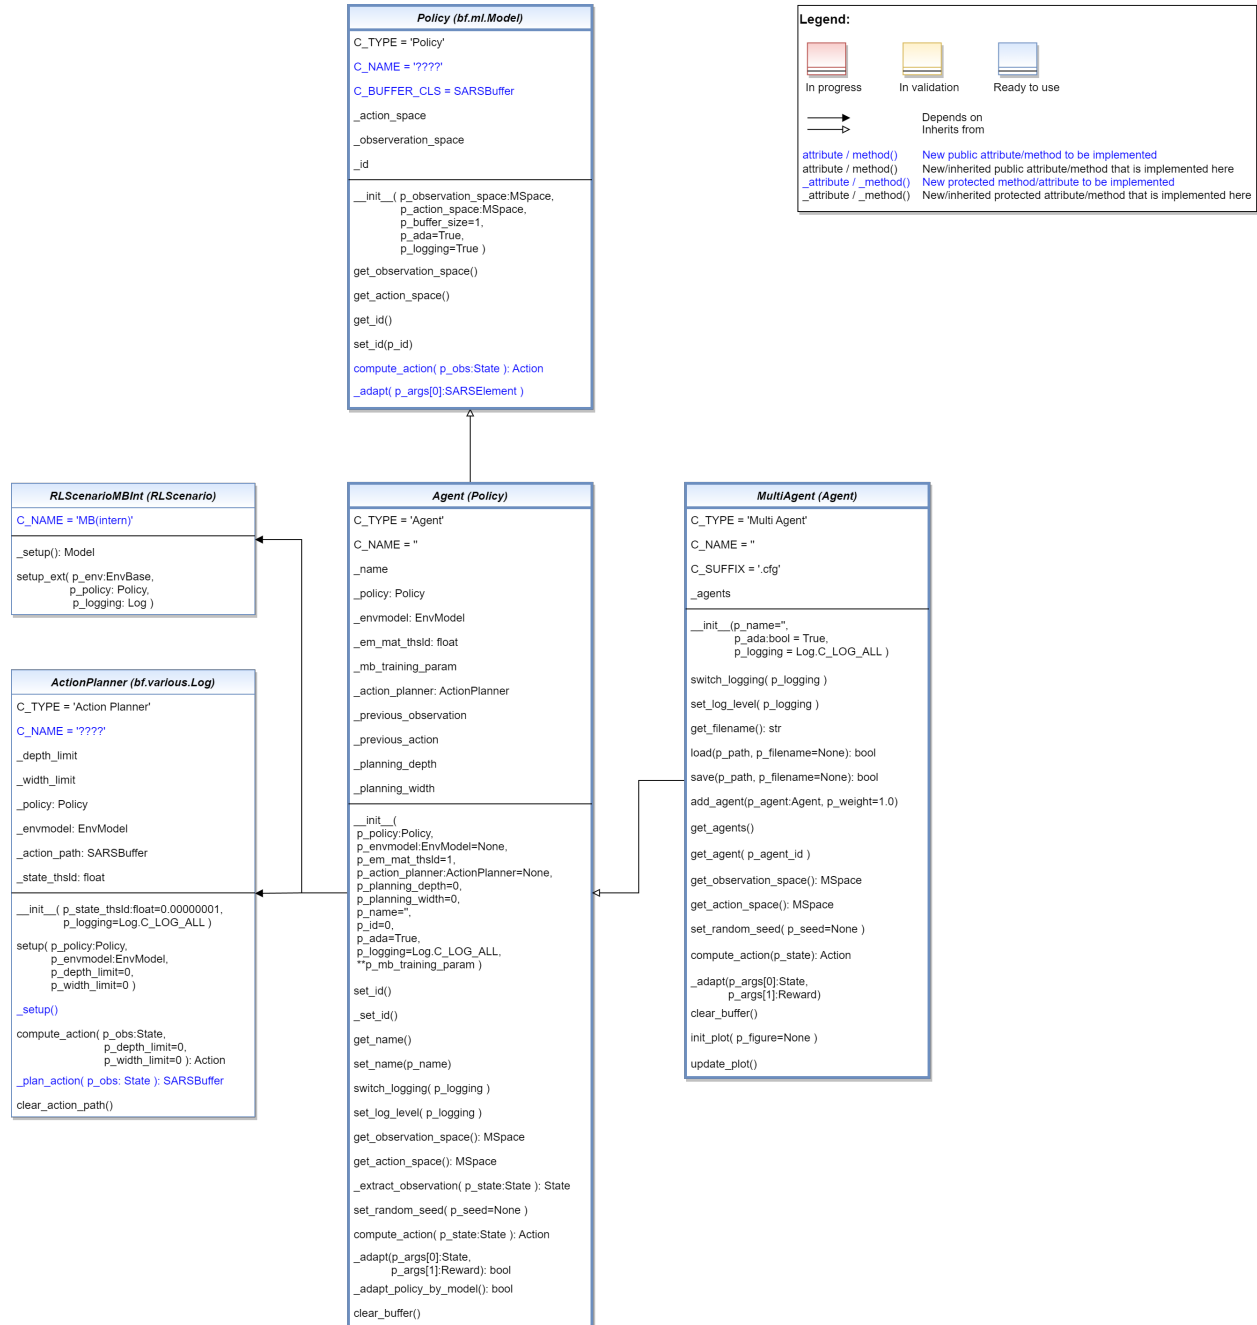 Policy (bf.ml.Model)
C_TYPE = 'Policy'
C_NAME = '????'
C_BUFFER_CLS = SARSBuffer
_action_space
_observeration_space
_id
__init__( p_observation_space:MSpace,
p_action_space:MSpace,
p_buffer_size=1,
p_ada=True,
p_logging=True )
get_observation_space()
get_action_space()
get_id()
set_id(p_id)
compute_action( p_obs:State ): Action
_adapt( p_args[0]:SARSElement )
Legend:
In progress
In validation
Ready to use
Depends on
Inherits from
attribute / method() New public attribute/method to be implemented
attribute / method() New/inherited public attribute/method that is implemented here
_attribute / _method() New protected method/attribute to be implemented
_attribute / _method() New/inherited protected attribute/method that is implemented here
RLScenarioMBInt (RLScenario)
C_NAME = 'MB(intern)'
_setup(): Model
setup_ext( p_env:EnvBase,
p_policy: Policy,
p_logging: Log )
ActionPlanner (bf.various.Log)
C_TYPE = 'Action Planner'
C_NAME = '????'
_depth_limit
_width_limit
_policy: Policy
_envmodel: EnvModel
_action_path: SARSBuffer
_state_thsld: float
__init__( p_state_thsld:float=0.00000001,
p_logging=Log.C_LOG_ALL )
setup( p_policy:Policy,
p_envmodel:EnvModel,
p_depth_limit=0,
p_width_limit=0 )
_setup()
compute_action( p_obs:State,
p_depth_limit=0,
p_width_limit=0 ): Action
_plan_action( p_obs: State ): SARSBuffer
clear_action_path()
Agent (Policy)
C_TYPE = 'Agent'
C_NAME = ''
_name
_policy: Policy
_envmodel: EnvModel
_em_mat_thsld: float
_mb_training_param
_action_planner: ActionPlanner
_previous_observation
_previous_action
_planning_depth
_planning_width
__init__(
p_policy:Policy,
p_envmodel:EnvModel=None,
p_em_mat_thsld=1,
p_action_planner:ActionPlanner=None,
p_planning_depth=0,
p_planning_width=0,
p_name='',
p_id=0,
p_ada=True,
p_logging=Log.C_LOG_ALL,
**p_mb_training_param )
set_id()
_set_id()
get_name()
set_name(p_name)
switch_logging( p_logging )
set_log_level( p_logging )
get_observation_space(): MSpace
get_action_space(): MSpace
_extract_observation( p_state:State ): State
set_random_seed( p_seed=None )
compute_action( p_state:State ): Action
_adapt(p_args[0]:State,
p_args[1]:Reward): bool
_adapt_policy_by_model(): bool
clear_buffer()
MultiAgent (Agent)
C_TYPE = 'Multi Agent'
C_NAME = ''
C_SUFFIX = '.cfg'
_agents
__init__(p_name='',
p_ada:bool = True,
p_logging = Log.C_LOG_ALL )
switch_logging( p_logging )
set_log_level( p_logging )
get_filename(): str
load(p_path, p_filename=None): bool
save(p_path, p_filename=None): bool
add_agent(p_agent:Agent, p_weight=1.0)
get_agents()
get_agent( p_agent_id )
get_observation_space(): MSpace
get_action_space(): MSpace
set_random_seed( p_seed=None )
compute_action(p_state): Action
_adapt(p_args[0]:State,
p_args[1]:Reward)
clear_buffer()
init_plot( p_figure=None )
update_plot()